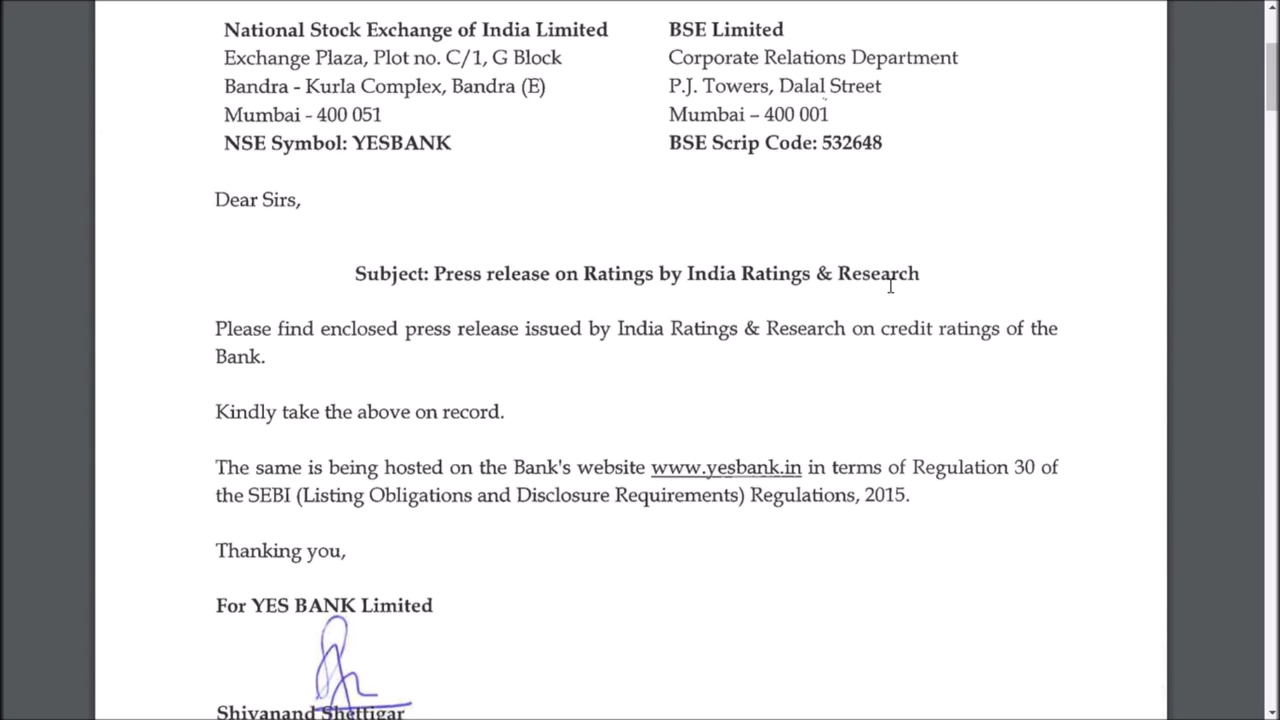 National Stock Exchange of India Limited
Exchange Plaza, Plot no. C/1, G Block
Bandra - Kurla Complex, Bandra (E)
Mumbai - 400 051
NSE Symbol: YESBANK
BSE Limited
Corporate Relations Department
P.J. Towers, Dalal Street
Mumbai – 400 001
BSE Scrip Code: 532648
Dear Sirs,
Subject: Press release on Ratings by India Ratings & Research
Please find enclosed press release issued by India Ratings & Research on credit ratings of the
Bank.
Kindly take the above on record.
The same is being hosted on the Bank's website www.yesbank.in in terms of Regulation 30 of
the SEBI (Listing Obligations and Disclosure Requirements) Regulations, 2015.
Thanking you,
For YES BANK Limited
Shivanand Shettigar